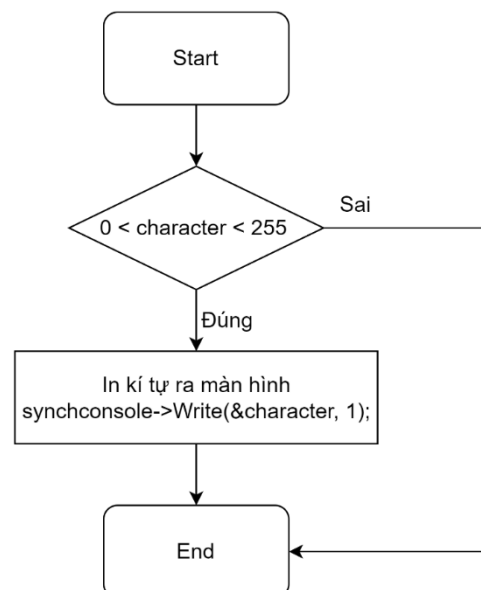 Start
0 < character < 255
Sai
Đúng
In kí tự ra màn hình
synchconsole->Write(&character, 1);
End